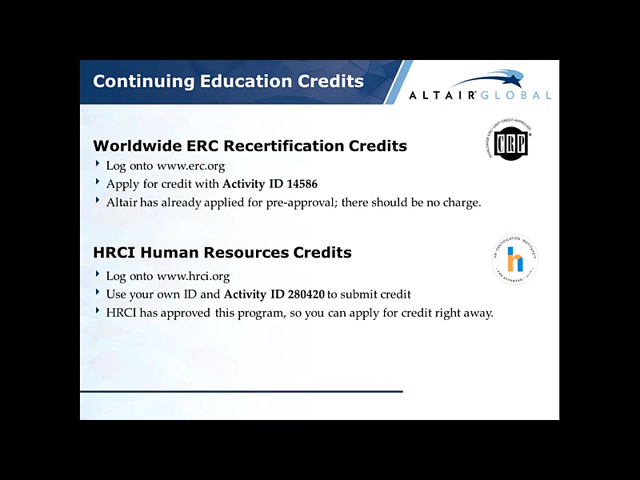 Continuing Education Credits
ALTAIR GLOBAL
Worldwide ERC Recertification Credits
CRP
Log onto www.erc.org
Apply for credit with Activity ID 14586
Altair has already applied for pre-approval; there should be no charge.
HRCI Human Resources Credits
h
Log onto www.hrci.org
Use your own ID and Activity ID 280420 to submit credit
HRCI has approved this program, so you can apply for credit right away.